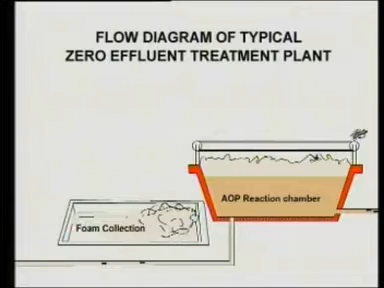 FLOW DIAGRAM OF TYPICAL
ZERO EFFLUENT TREATMENT PLANT
AOP Reaction chamber
Foam Collection